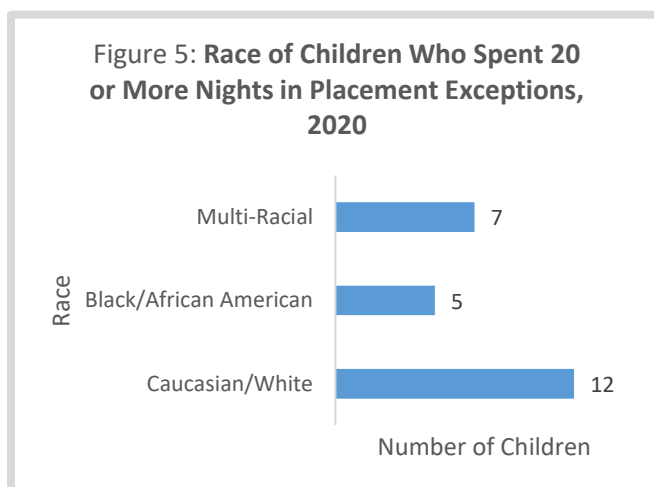 Figure 5: Race of Children Who Spent 20
or More Nights in Placement Exceptions,
2020
Race
Multi-Racial
7
Black/African American
5
Caucasian/White
12
Number of Children